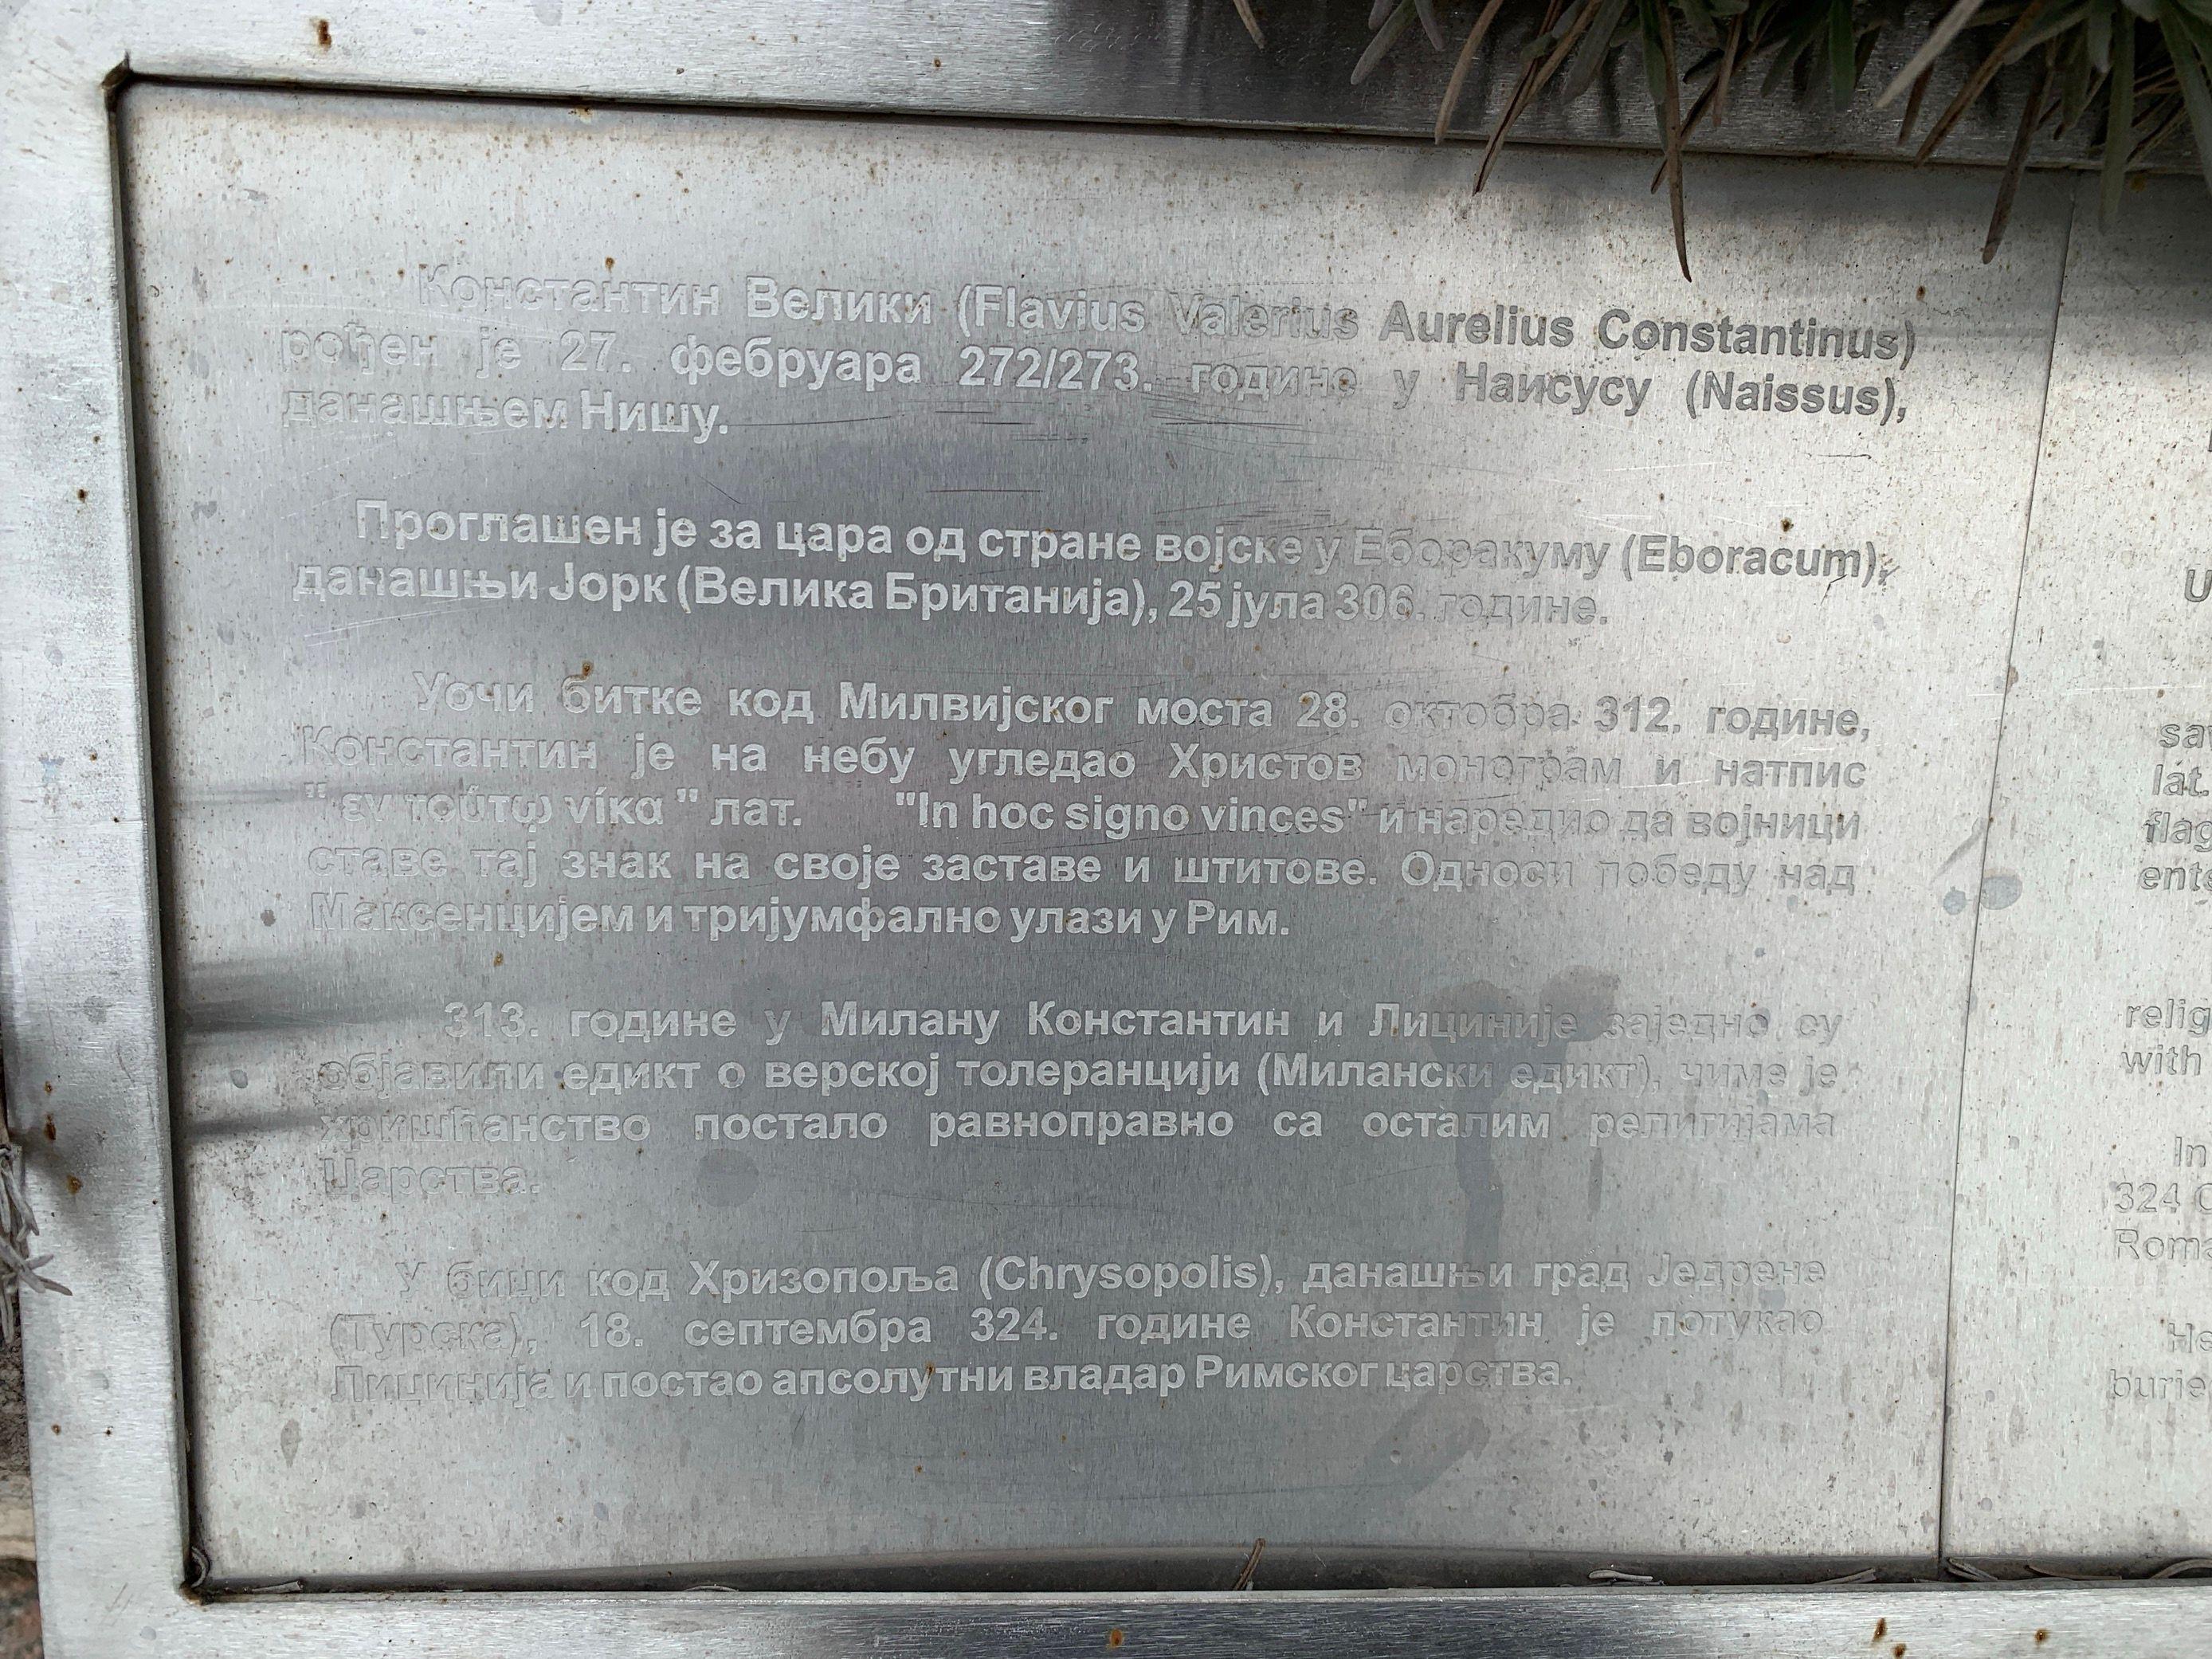 Константин Велики (Flavius Valerius Aurelius Constantinus)
рођен је 27. фебруара 272/273. године у Наисусу (Naissus),
данашњем Нишу.
Проглашен је за цара од стране војске у Еборакуму (Eboracum),
данашњи Јорк (Велика Британија), 25 јула 306. године.
Уочи битке код Милвијског моста 28. октобра 312. године,
Константин је на небу угледао Христов монограм и натпис
" εν τούτῳ νίκα " лат. "In hoc signo vinces" и наредио да војници
ставе тај знак на своје заставе и штитове. Односи победу над
Максенцијем и тријумфално улази у Рим.
313. године у Милану Константин и Лициније заједно су
објавили едикт о верској толеранцији (Милански едикт), чиме је
хришћанство постало равноправно са осталим религијама
Царства.
У бици код Хризопоља (Chrysopolis), данашњи град Једрене
(Турска), 18. септембра 324. године Константин је потукао
Лицинија и постао апсолутни владар Римског царства.
lat.
with
In
324
He